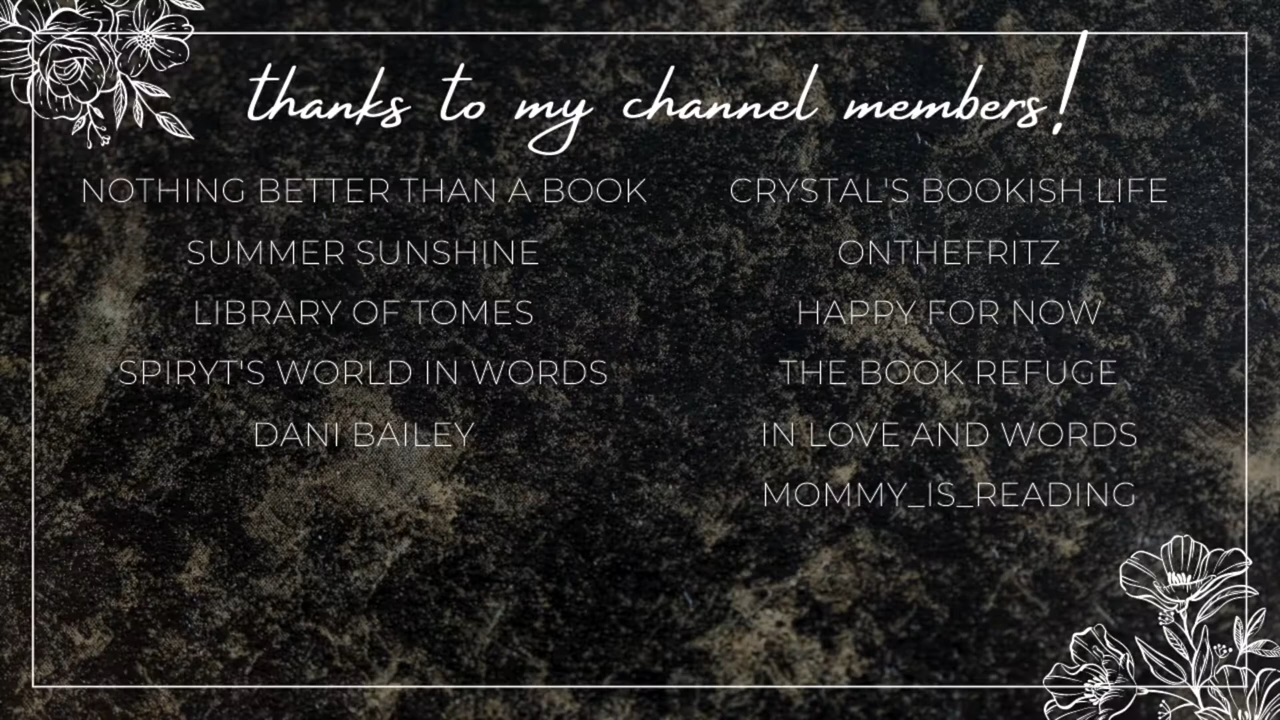 thanks to my channel members!
NOTHING BETTER THAN A BOOK
SUMMER SUNSHINE
LIBRARY OF TOMES
SPIRYT'S WORLD IN WORDS
DANI BAILEY
CRYSTAL'S BOOKISH LIFE
ONTHEFRITZ
HAPPY FOR NOW
THE BOOK REFUGE
IN LOVE AND WORDS
MOMMY_IS_READING